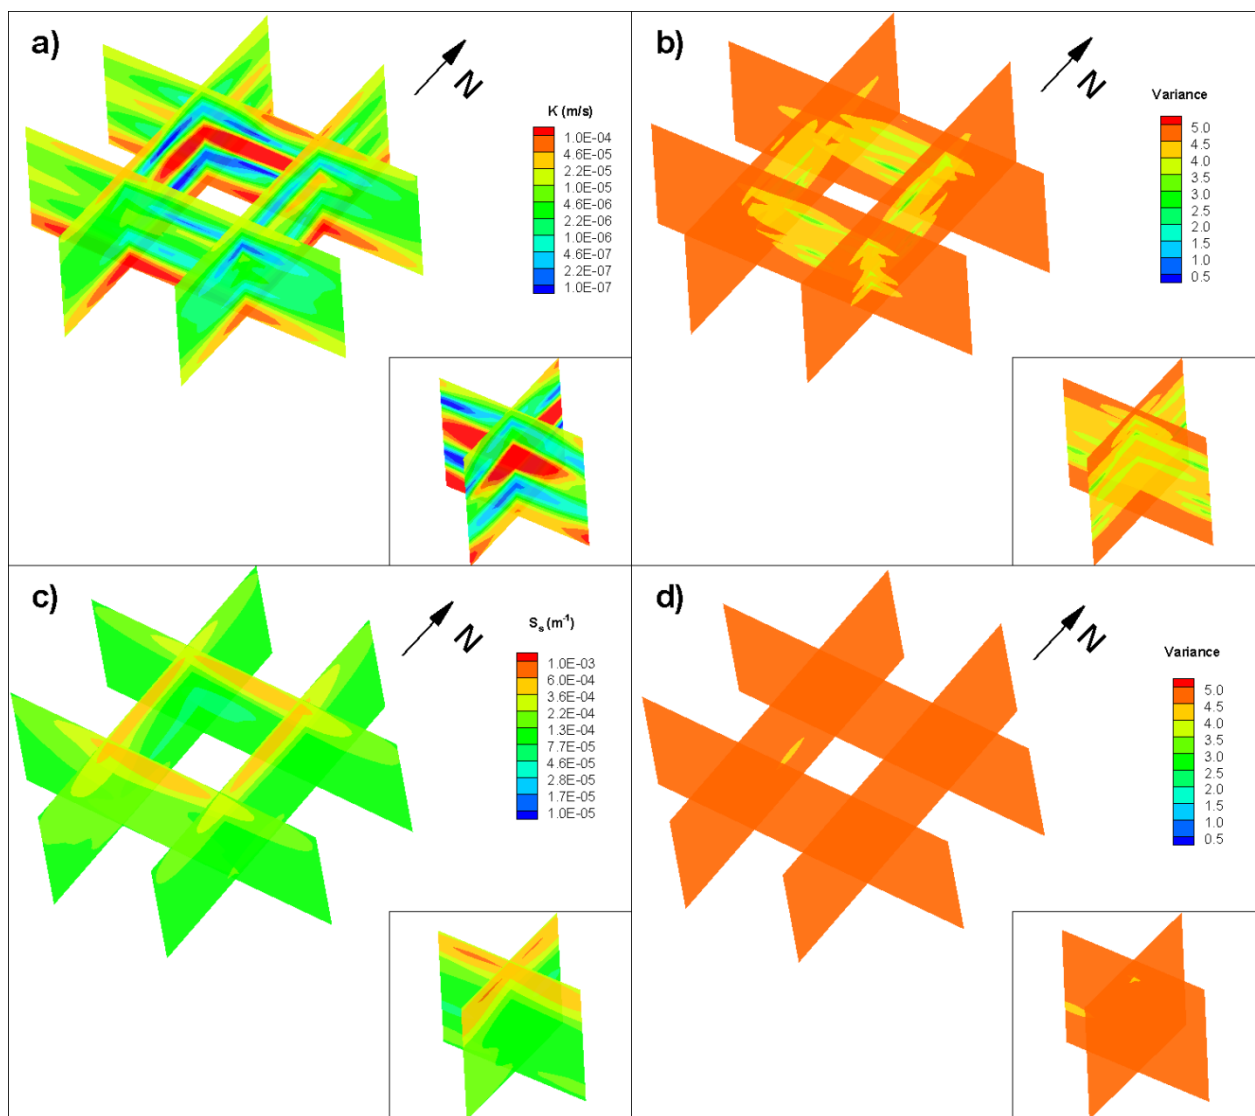 a)
N
K (m/s)
1.0E-04
4.6E-05
2.2E-05
1.0E-05
4.6E-06
2.2E-06
1.0E-06
4.6E-07
2.2E-07
1.0E-07
b)
N
Variance
5.0
4.5
4.0
3.5
3.0
2.5
2.0
1.5
1.0
0.5
c)
N
Ss (m-1)
1.0E-03
6.0E-04
3.6E-04
2.2E-04
1.3E-04
7.7E-05
4.6E-05
2.8E-05
1.7E-05
1.0E-05
d)
N
Variance
5.0
4.5
4.0
3.5
3.0
2.5
2.0
1.5
1.0
0.5